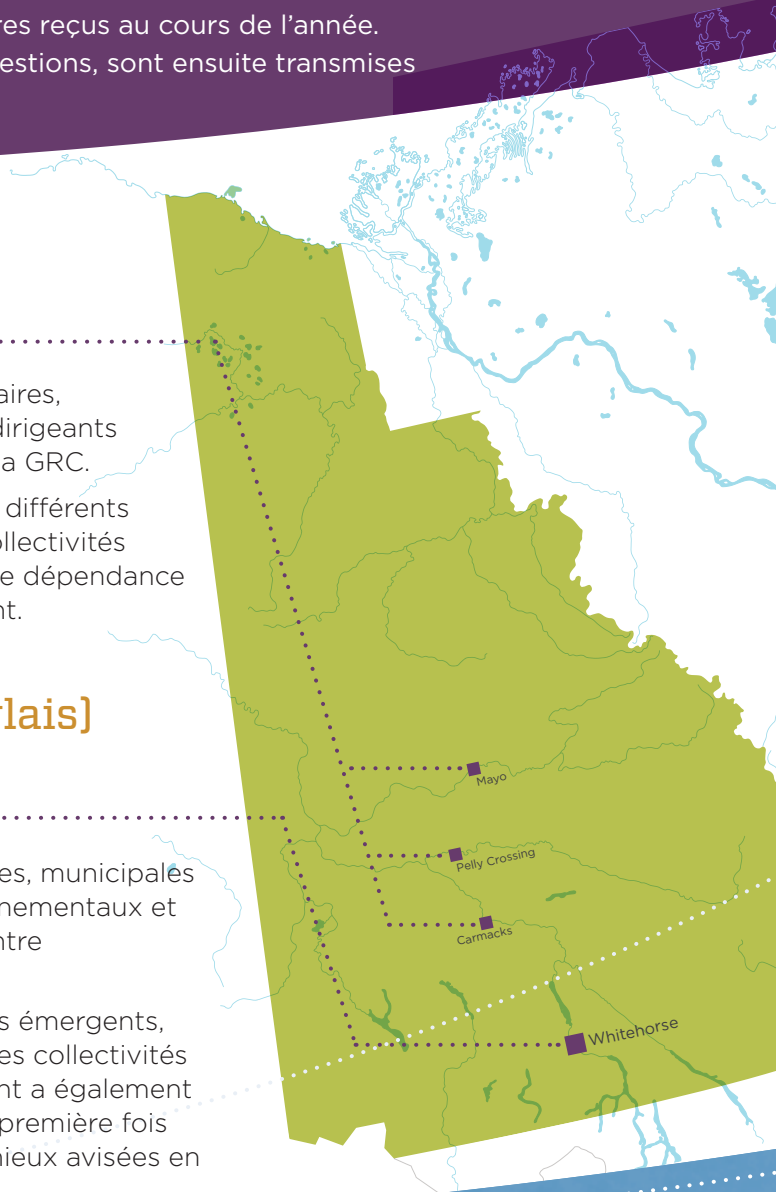 res reçus au cours de l'année.
estions, sont ensuite transmises
aires,
dirigeants
a GRC.
différents
ollectivités
e dépendance
nt.
lais)
es, municipales
nementaux et
ntre
s émergents,
es collectivités
nt a également
première fois
nieux avisées en
Mayo
Pelly Crossing
Carmacks
Whitehorse